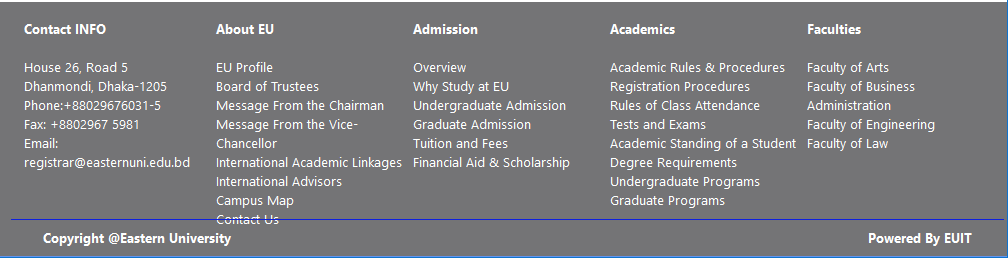 Contact INFO
House 26, Road 5
Dhanmondi, Dhaka-1205
Phone:+88029676031-5
Fax: +8802967 5981
Email:
registrar@easternuni.edu.bd
About EU
EU Profile
Board of Trustees
Message From the Chairman
Message From the Vice-
Chancellor
International Academic Linkages
International Advisors
Campus Map
Contact Us
Admission
Overview
Why Study at EU
Undergraduate Admission
Graduate Admission
Tuition and Fees
Financial Aid & Scholarship
Academics
Academic Rules & Procedures
Registration Procedures
Rules of Class Attendance
Tests and Exams
Academic Standing of a Student
Degree Requirements
Undergraduate Programs
Graduate Programs
Faculties
Faculty of Arts
Faculty of Business
Administration
Faculty of Engineering
Faculty of Law
Copyright @Eastern University
Powered By EUIT